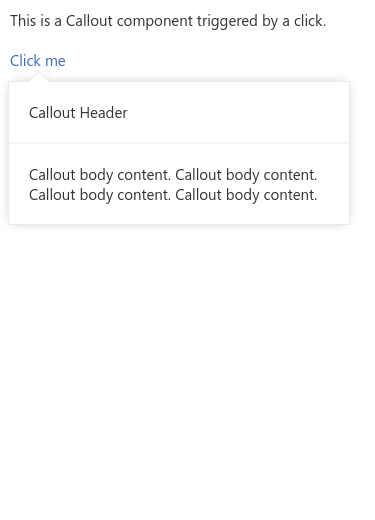 This is a Callout component triggered by a click.
Click me
Callout Header
Callout body content. Callout body content.
Callout body content. Callout body content.